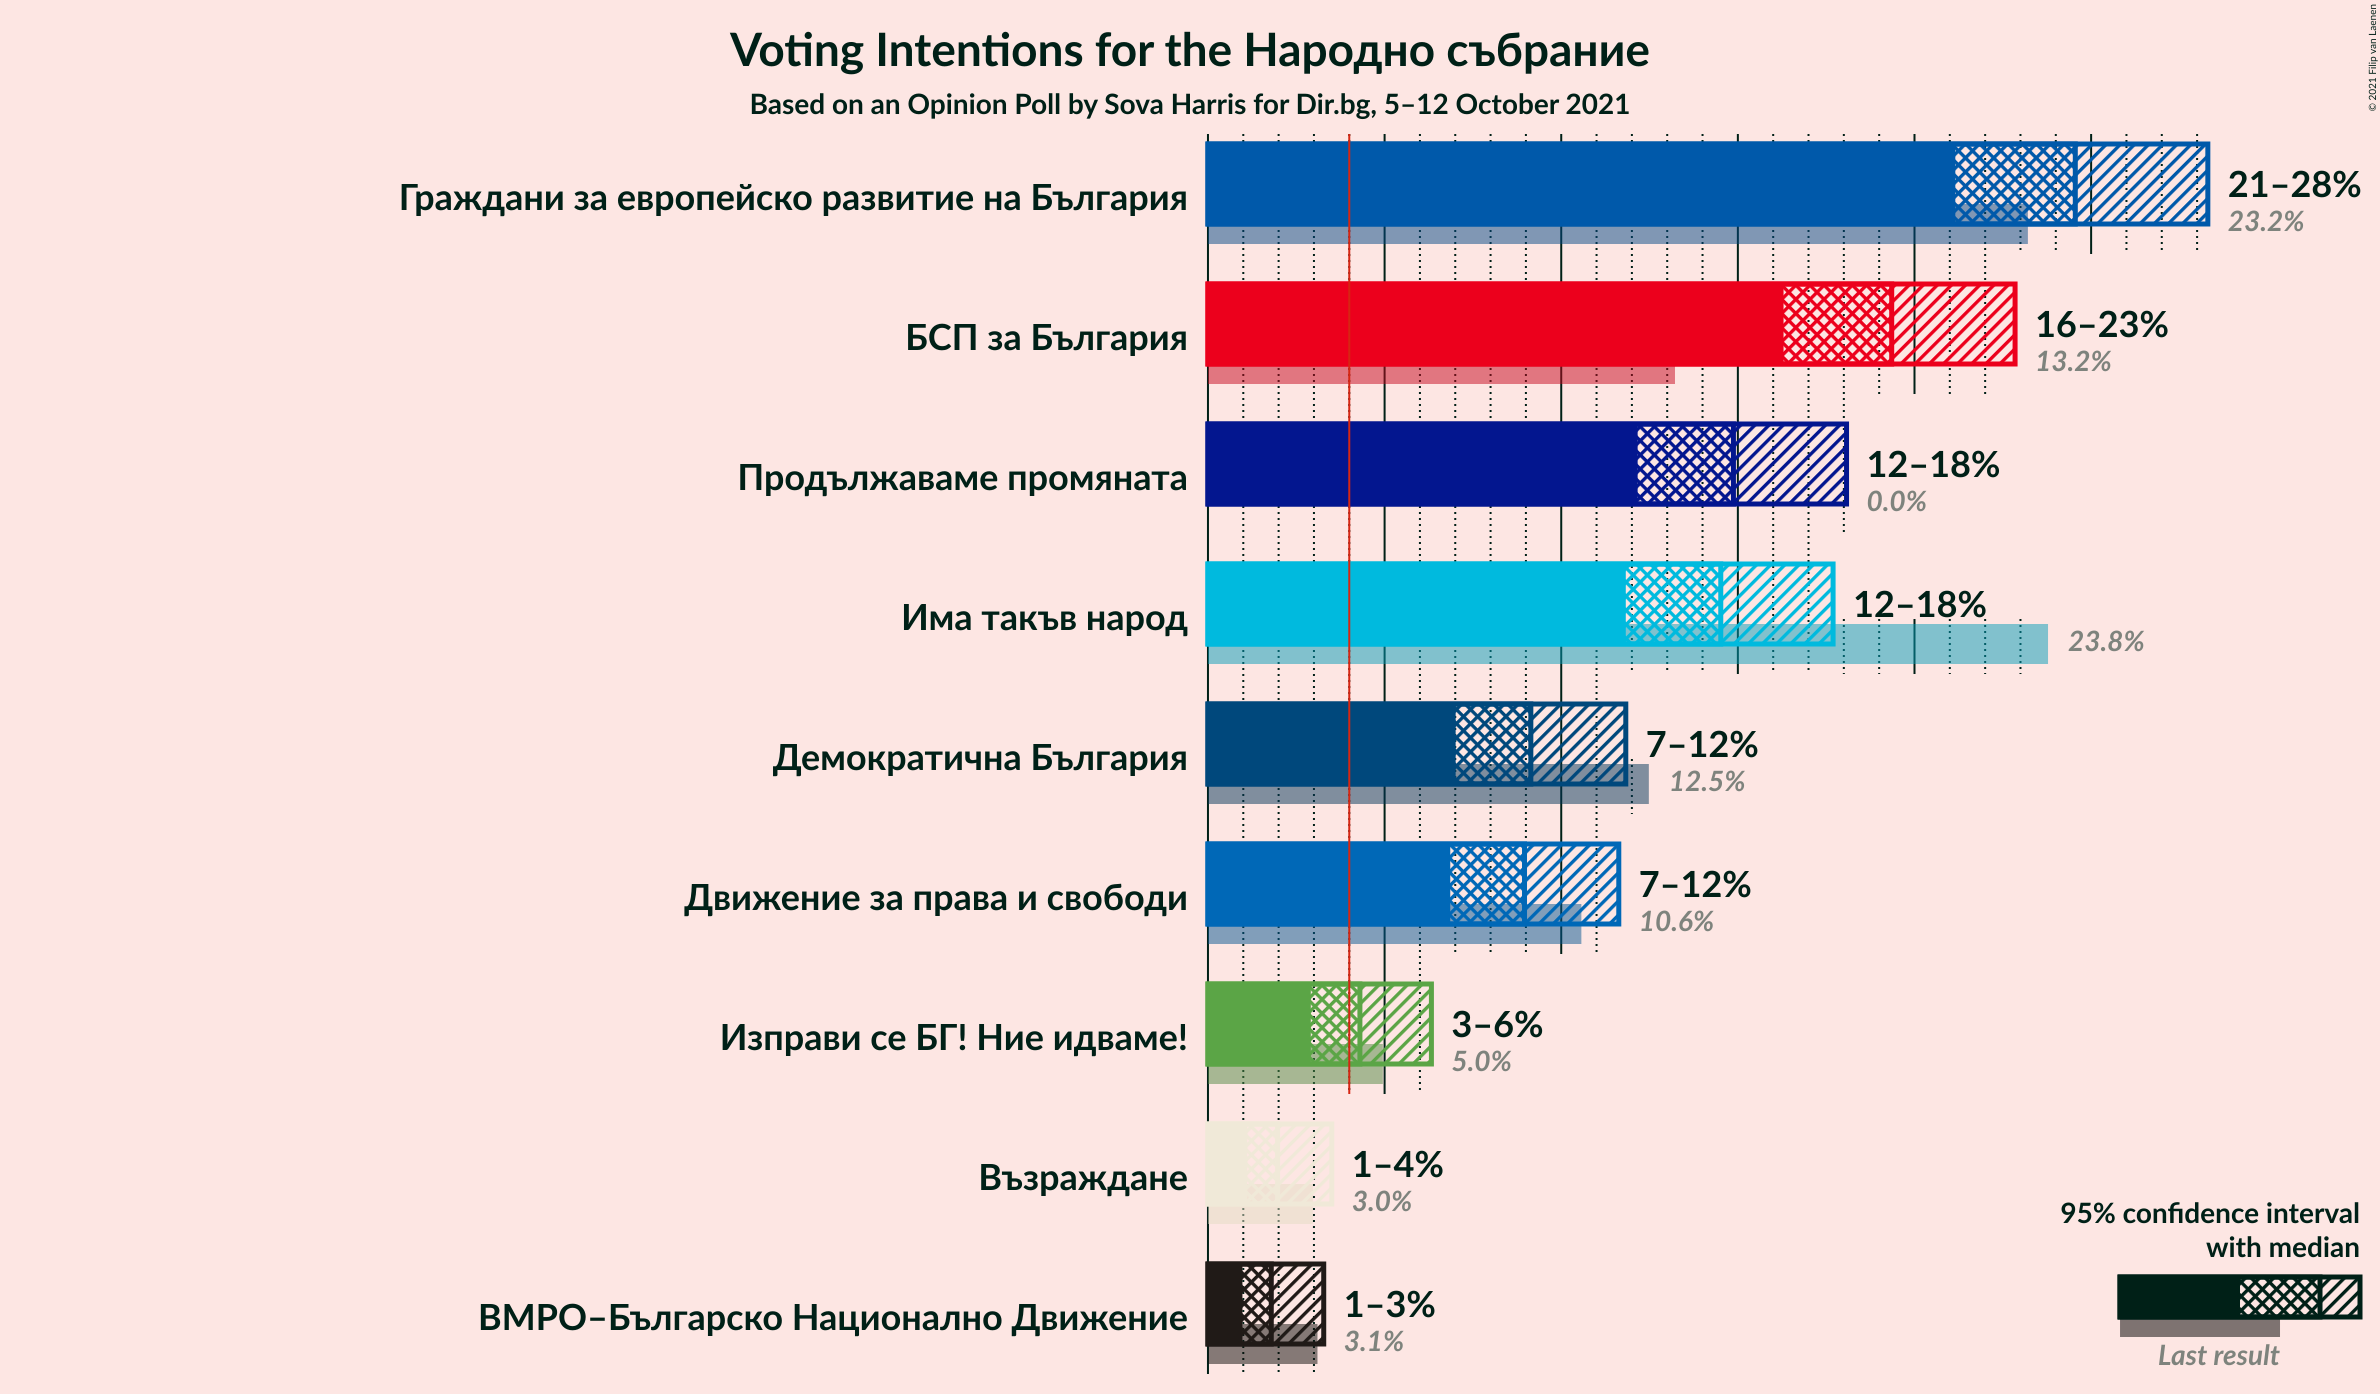 Voting Intentions for the Народно събрание
Based on an Opinion Poll by Sova Harris for Dir.bg, 5–12 October 2021
© 2021 Filip van Laenen
Граждани за европейско развитие на България
21–28%
23.2%
БСП за България
16–23%
13.2%
Продължаваме промяната
12–18%
0.0%
Има такъв народ
12–18%
23.8%
Демократична България
7–12%
12.5%
Движение за права и свободи
7–12%
10.6%
Изправи се БГ! Ние идваме!
3–6%
5.0%
Възраждане
1–4%
3.0%
ВМРО–Българско Национално Движение
1–3%
3.1%
95% confidence interval
with median
Last result